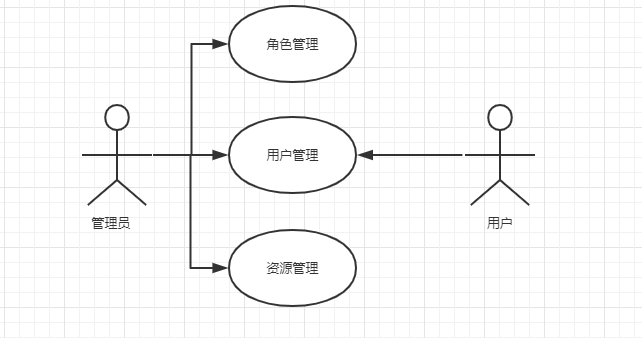 角色管理
用户管理
管理员
用户
资源管理